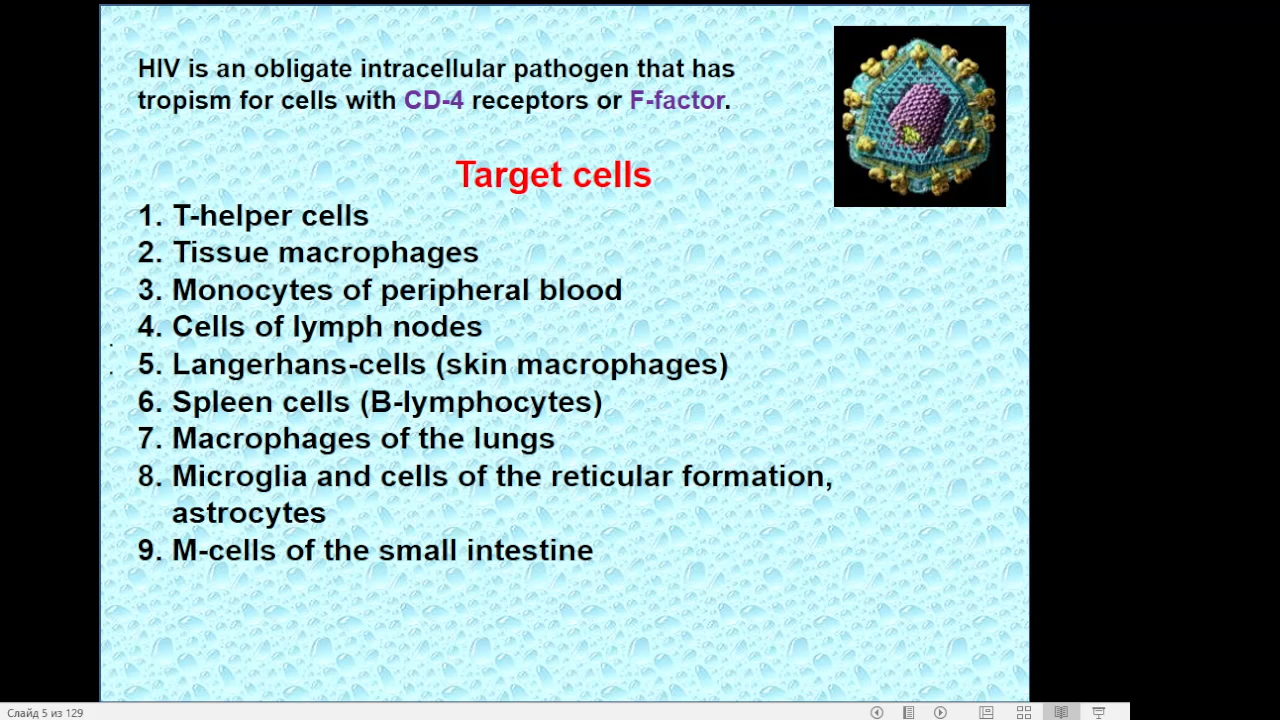 HIV is an obligate intracellular pathogen that has
tropism for cells with CD-4 receptors or F-factor.
Target cells
1. T-helper cells
2. Tissue macrophages
3. Monocytes of peripheral blood
4. Cells of lymph nodes
5. Langerhans-cells (skin macrophages)
6. Spleen cells (B-lymphocytes)
7. Macrophages of the lungs
8. Microglia and cells of the reticular formation,
astrocytes
9. M-cells of the small intestine
Слайд 5 из 129